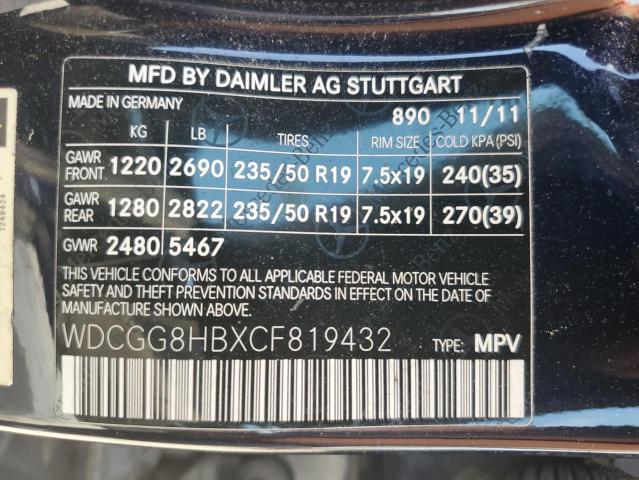 MFD BY DAIMLER AG STUTTGART
MADE IN GERMANY 890 11/11
KG LB TIRES RIM SIZE COLD KPA (PSI)
GAWR FRONT. 1220 2690 235/50 R19 7.5x19 240(35)
GAWR REAR 1280 2822 235/50 R19 7.5x19 270(39)
GVWR 2480 5467
THIS VEHICLE CONFORMS TO ALL APPLICABLE FEDERAL MOTOR VEHICLE
SAFETY AND THEFT PREVENTION STANDARDS IN EFFECT ON THE DATE OF
MANUFACTURE SHOWN ABOVE.
WDCGG8HBXCF819432 TYPE: MPV
Mercedes-Benz
1248424